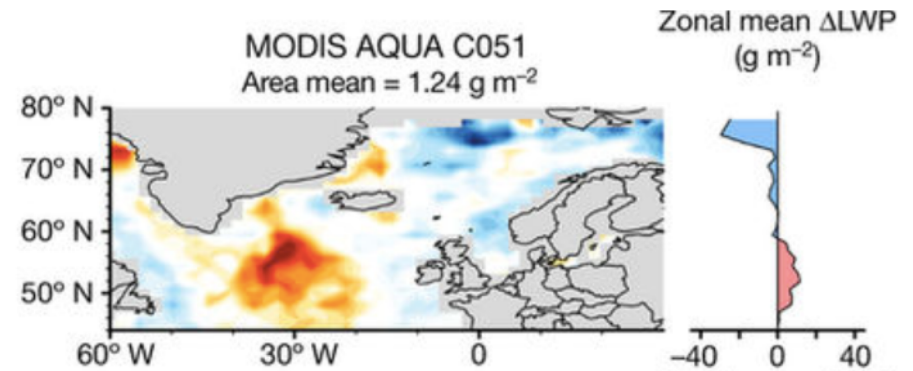 Zonal mean ΔLWP
(g m⁻²)
MODIS AQUA C051
Area mean = 1.24 g m⁻²
80° N
70° N
60° N
50° N
60° W 30° W 0
−40 0 40